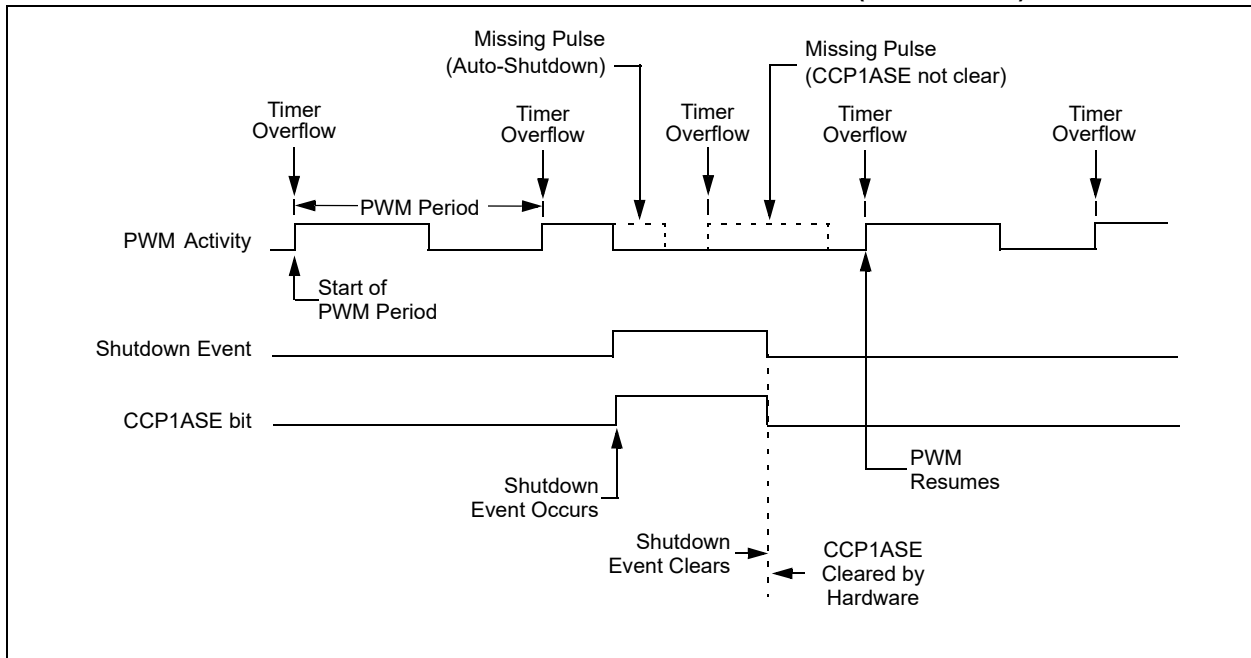 Missing Pulse
(Auto-Shutdown)
Missing Pulse
(CCP1ASE not clear)
Timer
Overflow
Timer
Overflow
Timer
Overflow
Timer
Overflow
Timer
Overflow
PWM Period
PWM Activity
Start of
PWM Period
Shutdown Event
CCP1ASE bit
Shutdown
Event Occurs
PWM
Resumes
Shutdown
Event Clears
CCP1ASE
Cleared by
Hardware